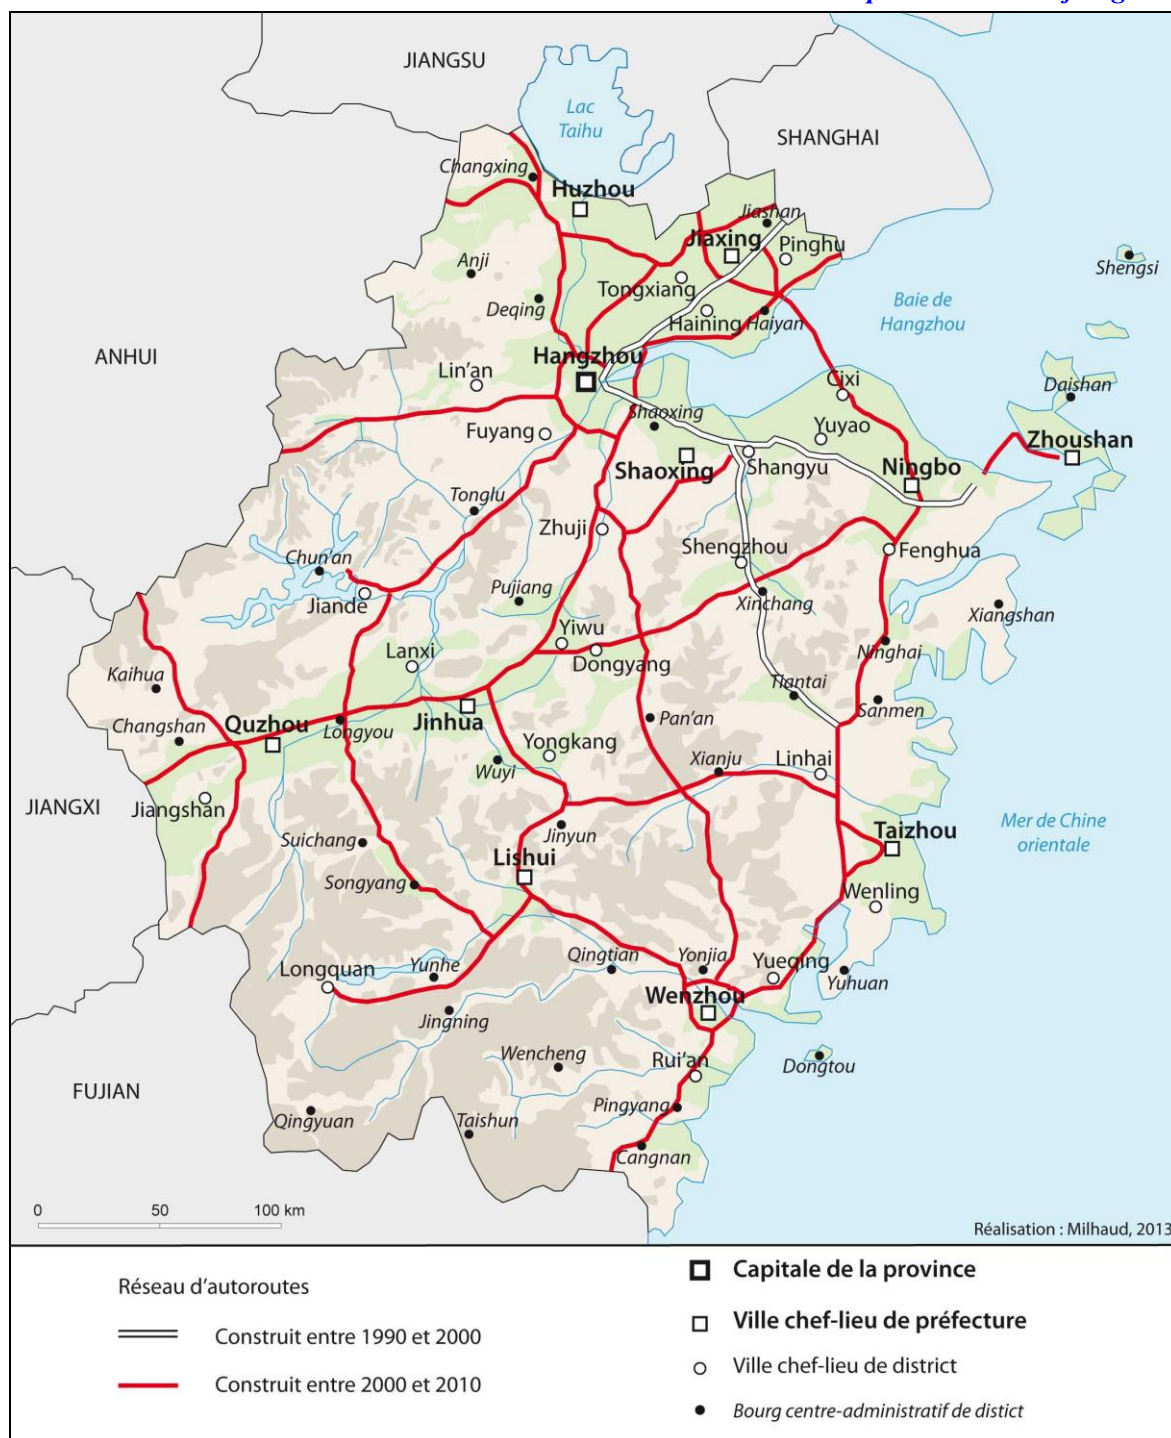 JIANGSU
Lac
Taihu
SHANGHAI
Changxing
Huzhou
Jiashan
Jiaxing
Pinghu
Shengsi
Anji
Tongxiang
Deqing
Haining
Haiyan
Baie de
Hangzhou
ANHUI
Hangzhou
Lin'an
Cixi
Daishan
Shaoxing
Fuyang
Yuyao
Zhoushan
Shaoxing
Shangyu
Ningbo
Tonglu
Zhuji
Shengzhou
Fenghua
Chun'an
Jiande
Pujiang
Xinchang
Xiangshan
Yiwu
Lanxi
Dongyang
Ninghai
Kaihua
Tiantai
Sanmen
Changshan
Quzhou
Longyou
Jinhua
Pan'an
Yongkang
Wuyi
Xianju
Linhai
JIANGXI
Jiangshan
Suichang
Jinyun
Taizhou
Mer de Chine
orientale
Lishui
Songyang
Wenling
Longquan
Yunhe
Qingtian
Yonjia
Yueqing
Yuhuan
Wenzhou
Jingning
Wencheng
Rui'an
Dongtou
FUJIAN
Qingyuan
Taishun
Pingyang
Cangnan
0 50 100 km
Réalisation : Milhaud, 2013
Réseau d'autoroutes
Construit entre 1990 et 2000
Construit entre 2000 et 2010
Capitale de la province
Ville chef-lieu de préfecture
Ville chef-lieu de district
Bourg centre-administratif de distict